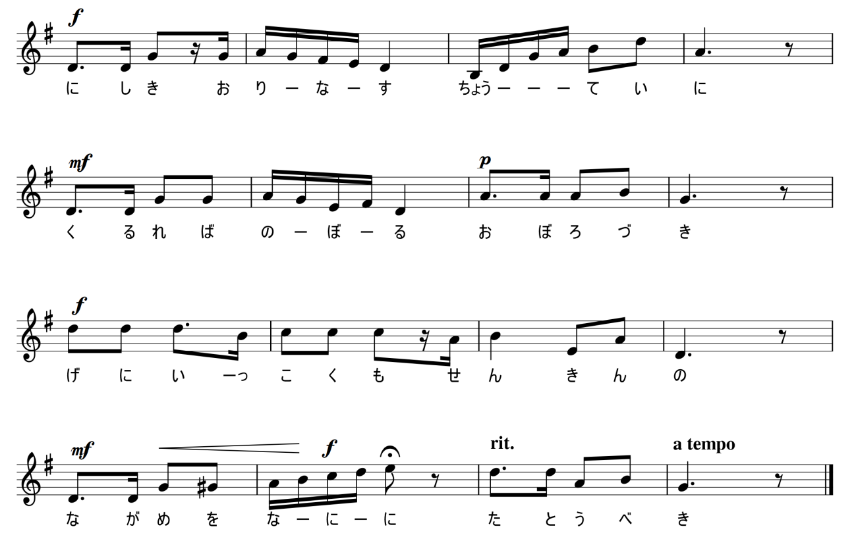 f
に しき お りーなーす ちょうーーーてい に
mf p
く るれば のーぼーる お ぼろづ き
f
げにい ーっ こくも せ ん きん の
mf f rit. a tempo
な がめを なーにーに た とうべ き